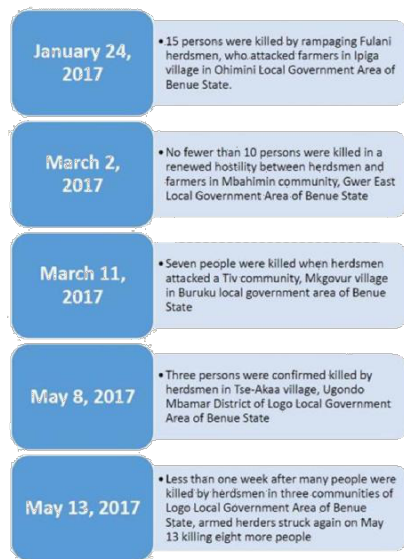 January 24,
2017
• 15 persons were killed by rampaging Fulani
herdsmen, who attacked farmers in Ipiga
village in Ohimini Local Government Area of
Benue State.
March 2,
2017
• No fewer than 10 persons were killed in a
renewed hostility between herdsmen and
farmers in Mbahimin community, Gwer East
Local Government Area of Benue State
March 11,
2017
• Seven people were killed when herdsmen
attacked a Tiv community, Mkgovur village
in Buruku local government area of Benue
State
May 8, 2017
• Three persons were confirmed killed by
herdsmen in Tse-Akaa village, Ugondo
Mbamar District of Logo Local Government
Area of Benue State
May 13, 2017
• Less than one week after many people were
killed by herdsmen in three communities of
Logo Local Government Area of Benue
State, armed herders struck again on May
13 killing eight more people